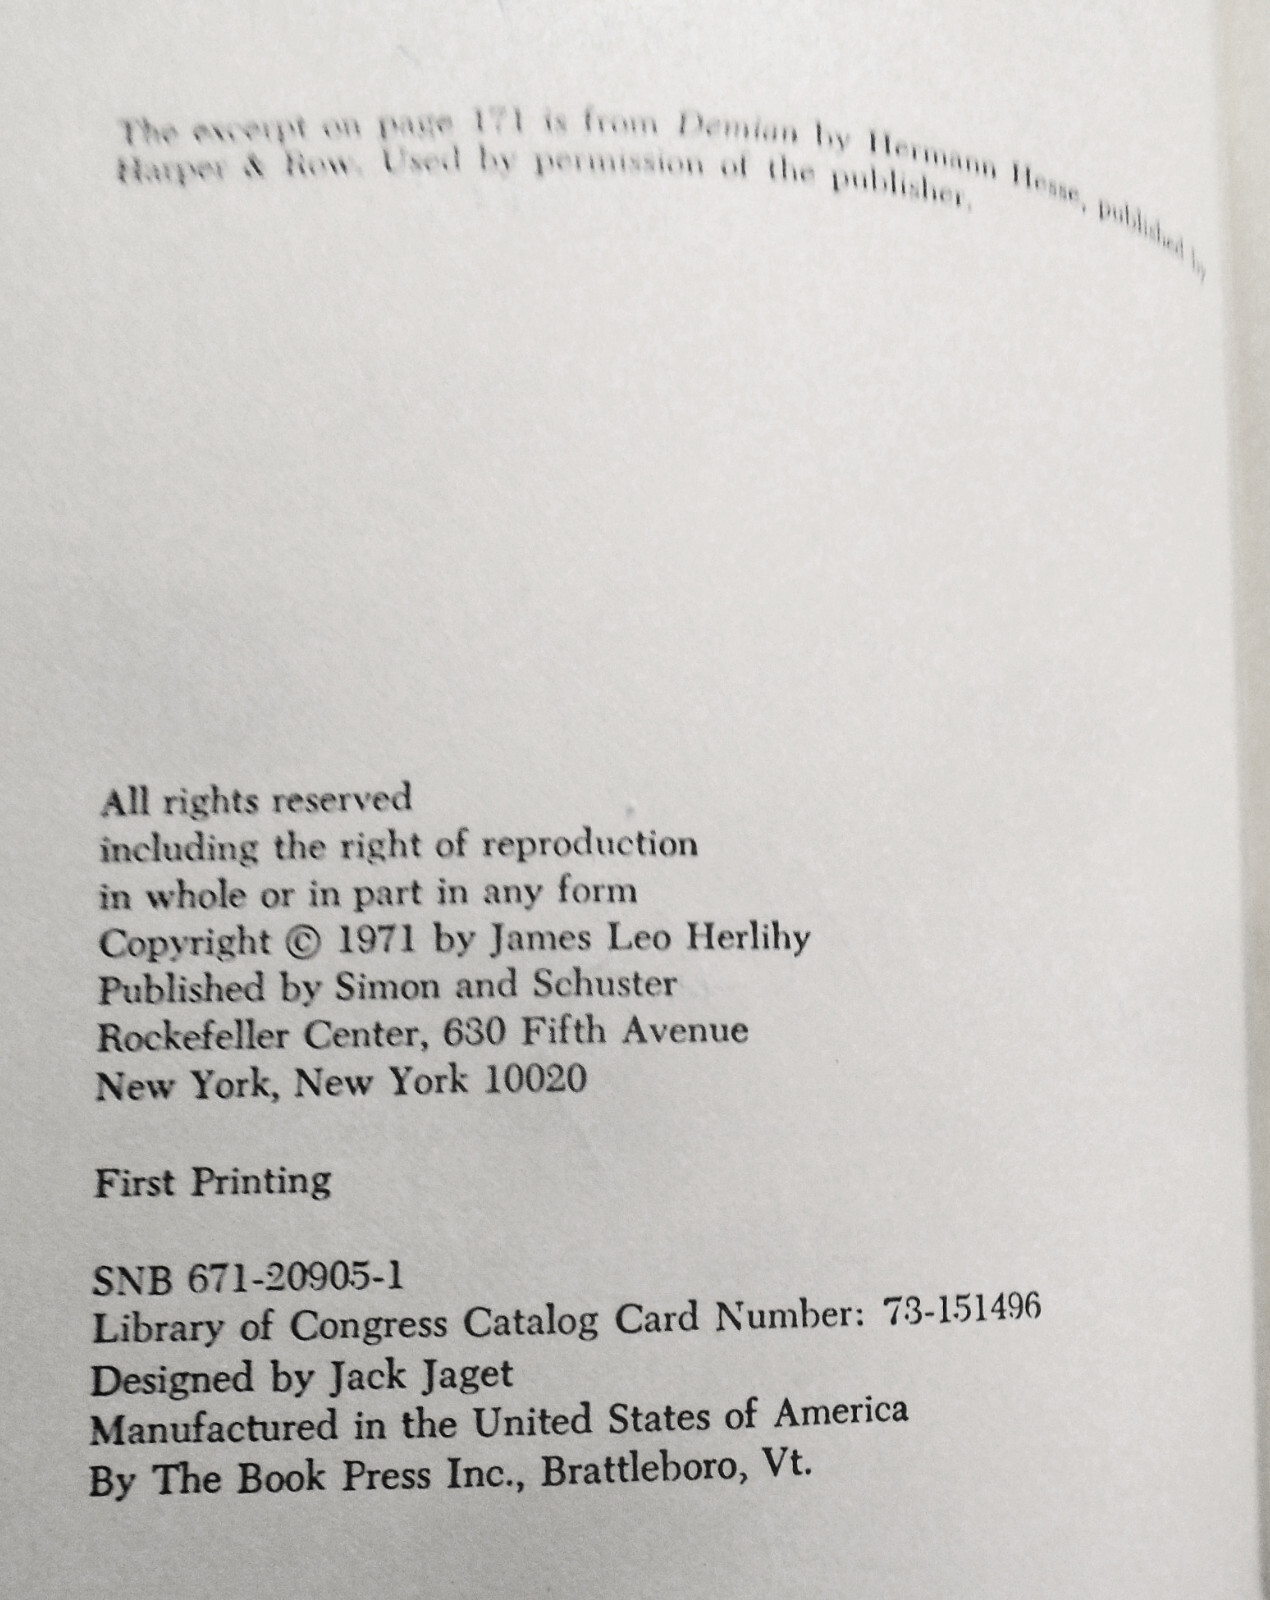 The excerpt on page 171 is from Demian by Hermann Hesse, published by
Harper & Row. Used by permission of the publisher.
All rights reserved
including the right of reproduction
in whole or in part in any form
Copyright © 1971 by James Leo Herlihy
Published by Simon and Schuster
Rockefeller Center, 630 Fifth Avenue
New York, New York 10020
First Printing
SNB 671-20905-1
Library of Congress Catalog Card Number: 73-151496
Designed by Jack Jaget
Manufactured in the United States of America
By The Book Press Inc., Brattleboro, Vt.